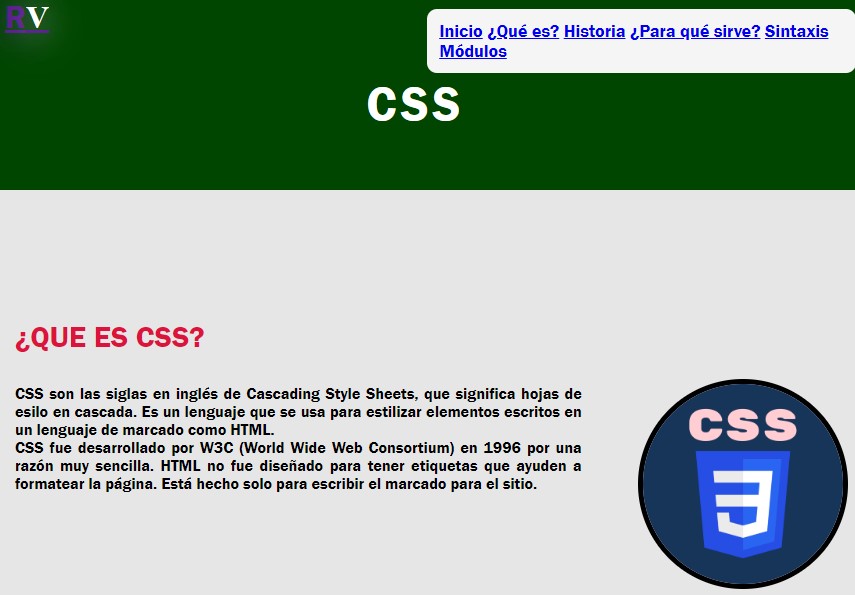 RV
Inicio ¿Qué es? Historia ¿Para qué sirve? Sintaxis
Módulos
CSS
¿QUE ES CSS?
CSS son las siglas en inglés de Cascading Style Sheets, que significa hojas de
esilo en cascada. Es un lenguaje que se usa para estilizar elementos escritos en
un lenguaje de marcado como HTML.
CSS fue desarrollado por W3C (World Wide Web Consortium) en 1996 por una
razón muy sencilla. HTML no fue diseñado para tener etiquetas que ayuden a
formatear la página. Está hecho solo para escribir el marcado para el sitio.
CSS
3